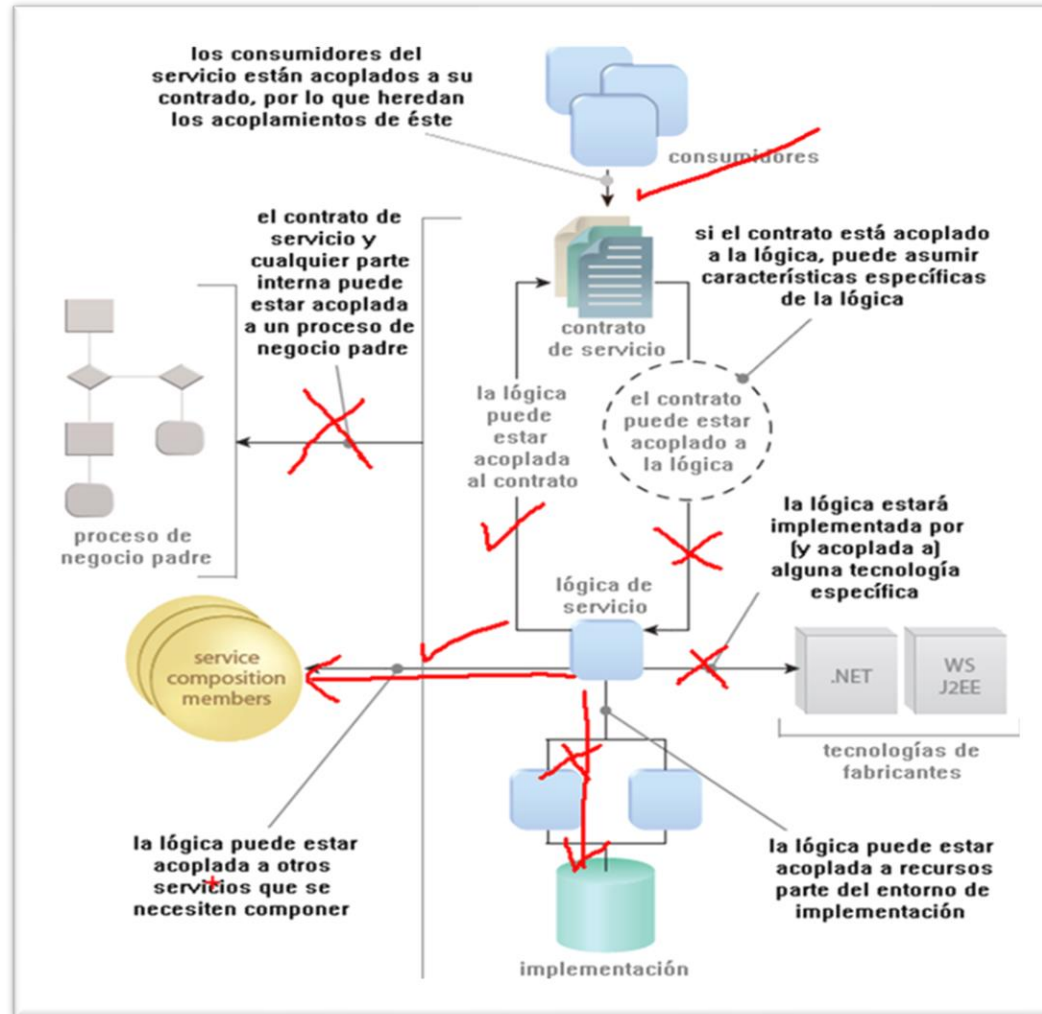 los consumidores del
servicio están acoplados a su
contrado, por lo que heredan
los acoplamientos de éste
consumidores
el contrato de
servicio y
cualquier parte
interna puede
estar acoplada
a un proceso de
negocio padre
si el contrato está acoplado
a la lógica, puede asumir
características específicas
de la lógica
contrato
de servicio
la lógica
puede
estar
acoplada
al contrato
el contrato
puede estar
acoplado a
la lógica
proceso de
negocio padre
la lógica estará
implementada por
(y acoplada a)
alguna tecnología
específica
lógica de
servicio
service
composition
members
.NET
WS
J2EE
tecnologías de
fabricantes
la lógica puede estar
acoplada a otros
servicios que se
necesiten componer
la lógica puede estar
acoplada a recursos
parte del entorno de
implementación
implementación